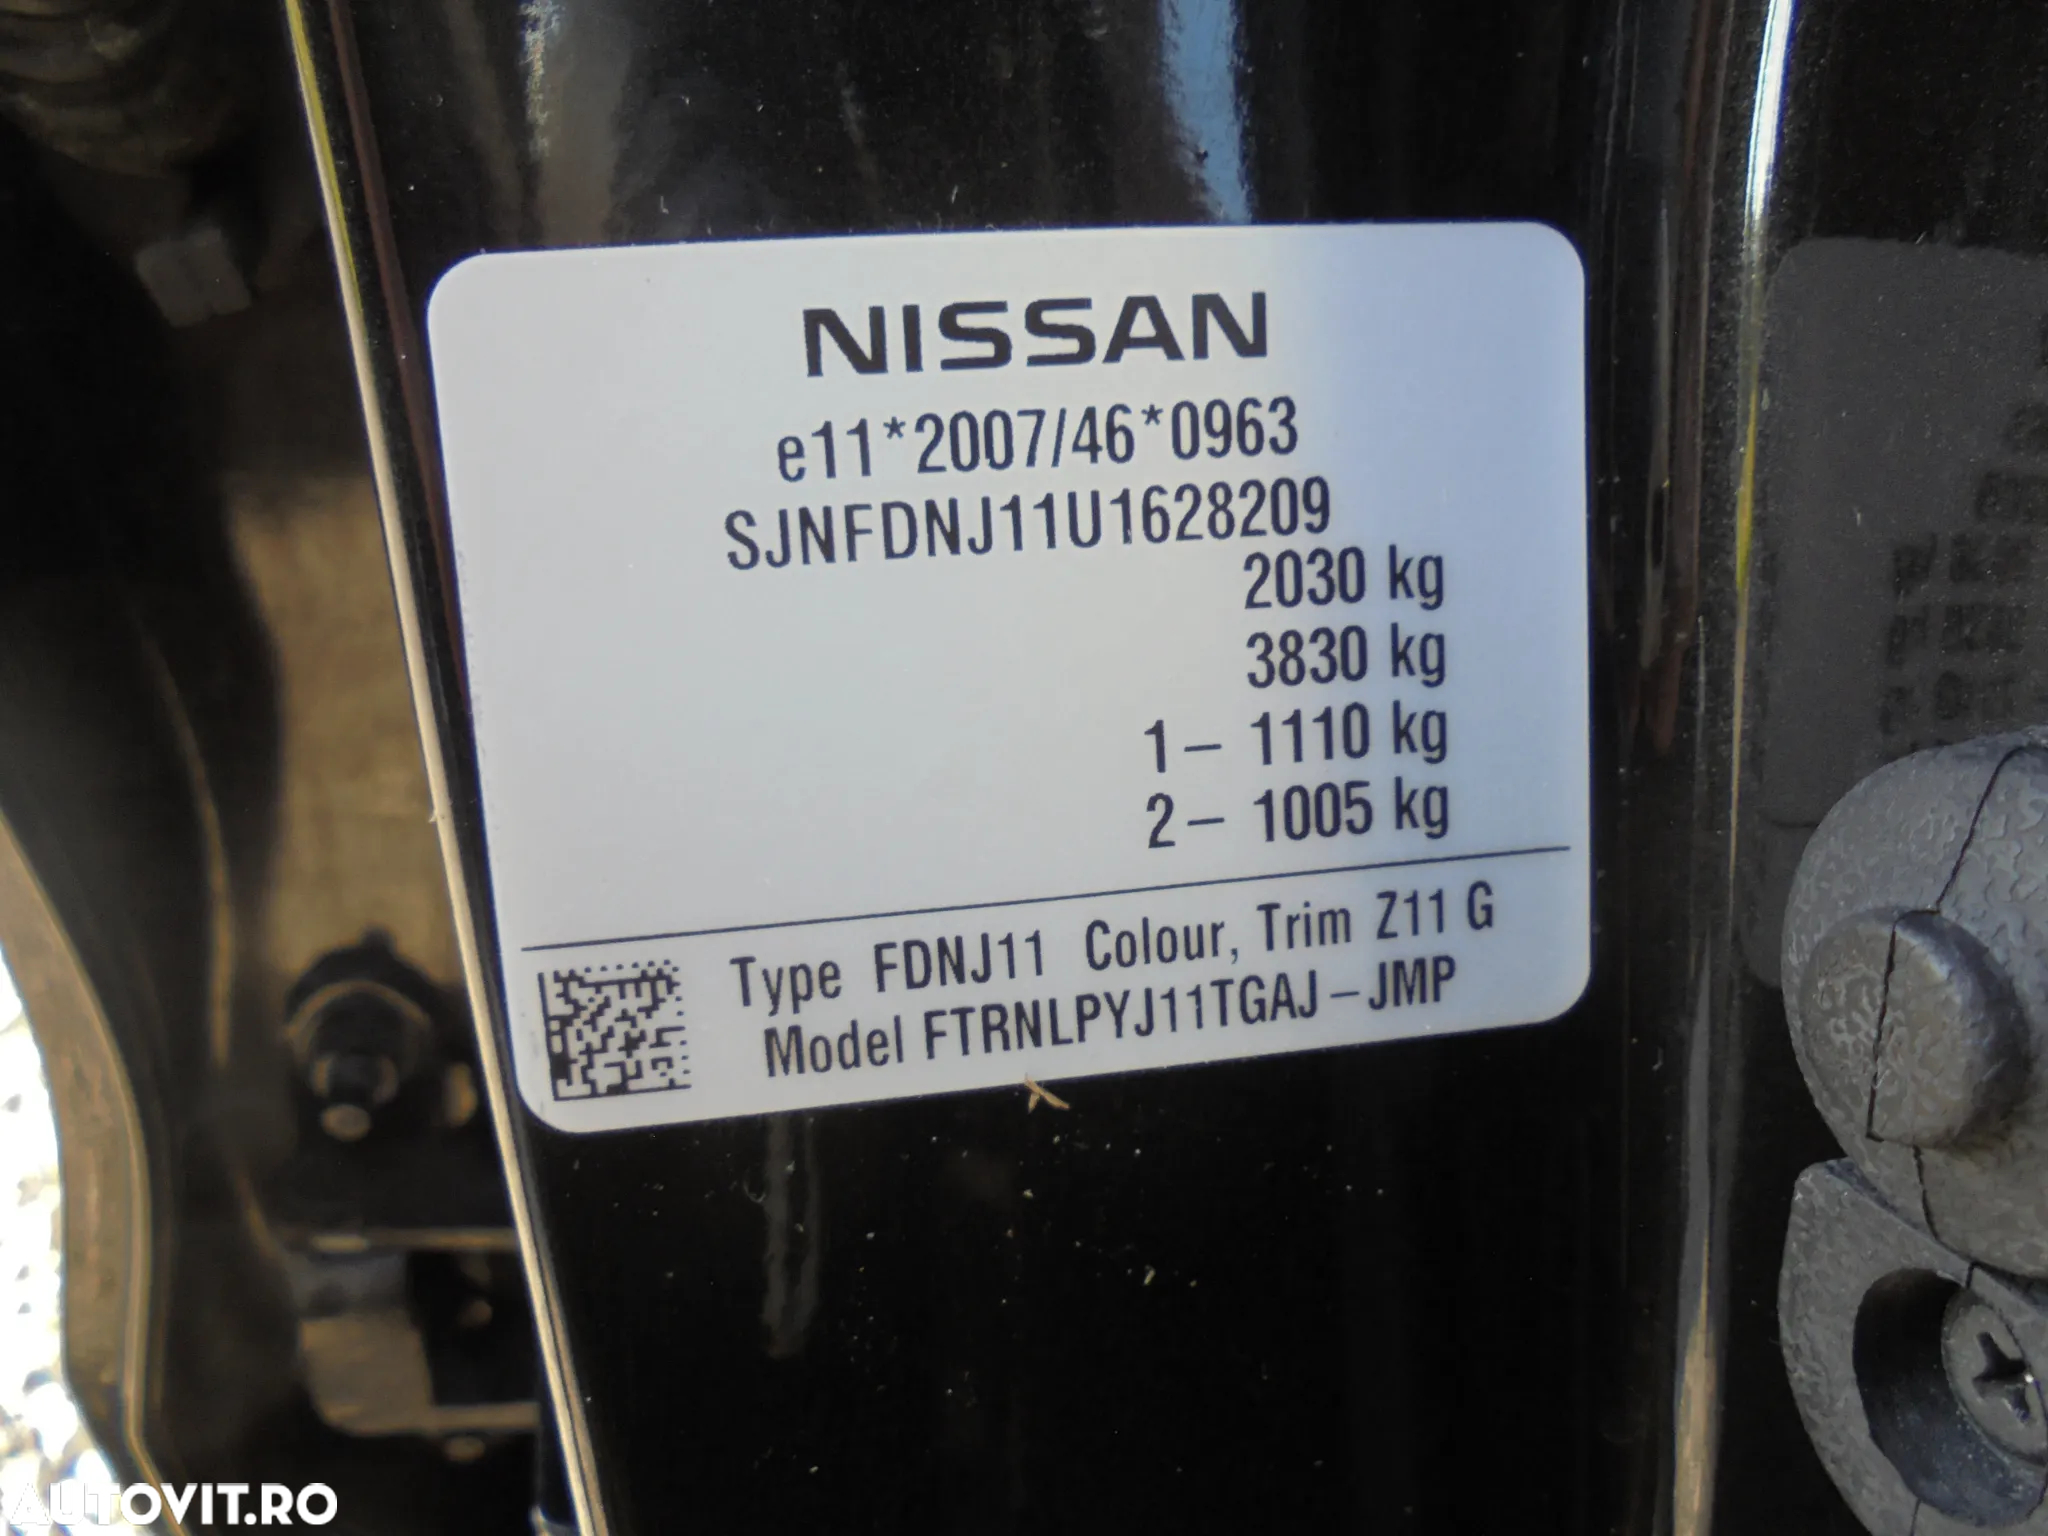 NISSAN
e11*2007/46*0963
SJNFDNJ11U1628209
2030 kg
3830 kg
1 – 1110 kg
2 – 1005 kg
Type FDNJ11 Colour, Trim Z11 G
Model FTRNLPYJ11TGAJ – JMP
AUTOVIT.RO